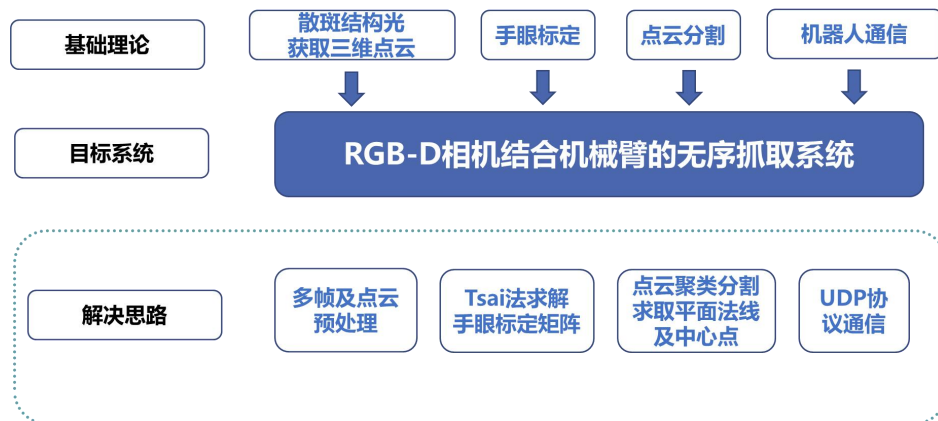 基础理论
散斑结构光
获取三维点云
手眼标定
点云分割
机器人通信
目标系统
RGB-D相机结合机械臂的无序抓取系统
解决思路
多帧及点云
预处理
Tsai法求解
手眼标定矩阵
点云聚类分割
求取平面法线
及中心点
UDP协
议通信